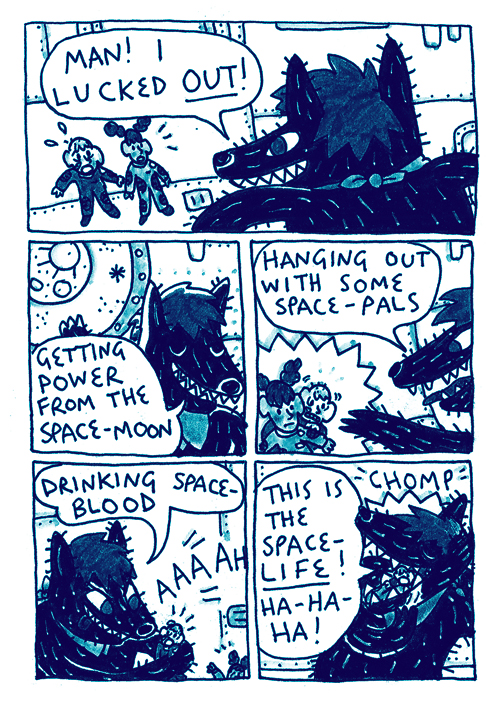 MAN! I
LUCKED OUT!
GETTING
POWER
FROM THE
SPACE-MOON
HANGING OUT
WITH SOME
SPACE-PALS
DRINKING SPACE-
BLOOD
AAAAH
THIS IS
THE
SPACE-
LIFE!
HA-HA-
HA!
CHOMP